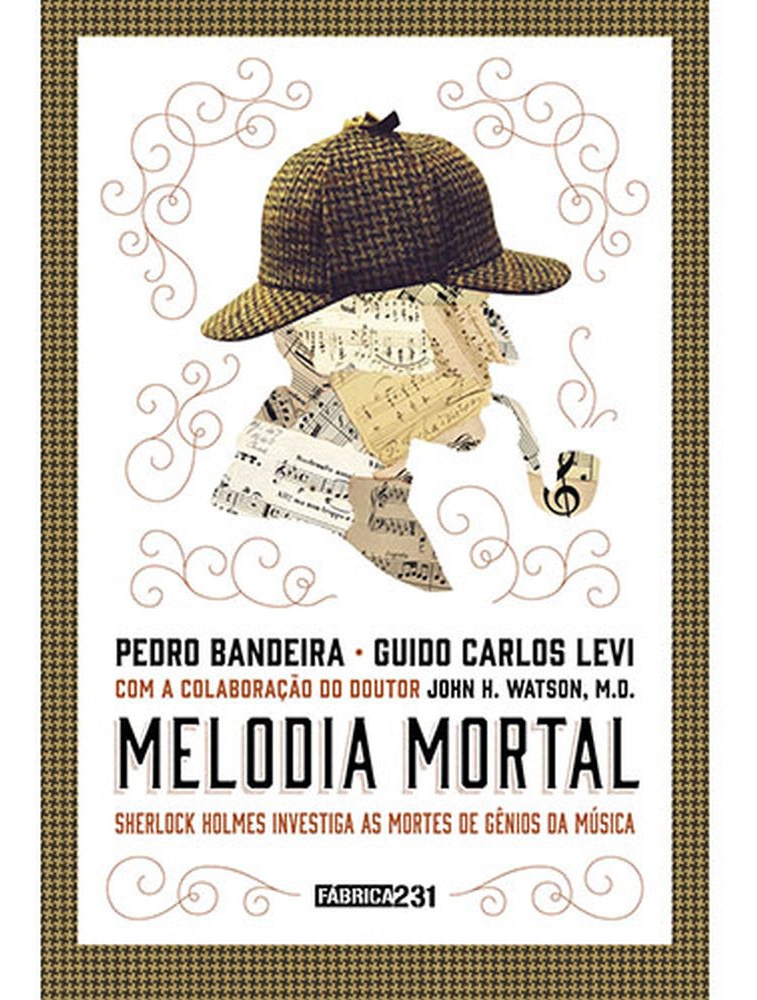 PEDRO BANDEIRA • GUIDO CARLOS LEVI
COM A COLABORAÇÃO DO DOUTOR JOHN H. WATSON, M.D.
MELODIA MORTAL
SHERLOCK HOLMES INVESTIGA AS MORTES DE GÊNIOS DA MÚSICA
FÁBRICA231